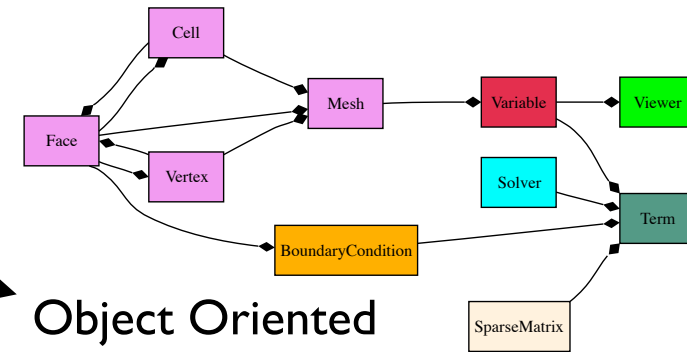 Cell
Mesh
Variable
Viewer
Face
Vertex
Solver
Term
BoundaryCondition
SparseMatrix
Object Oriented